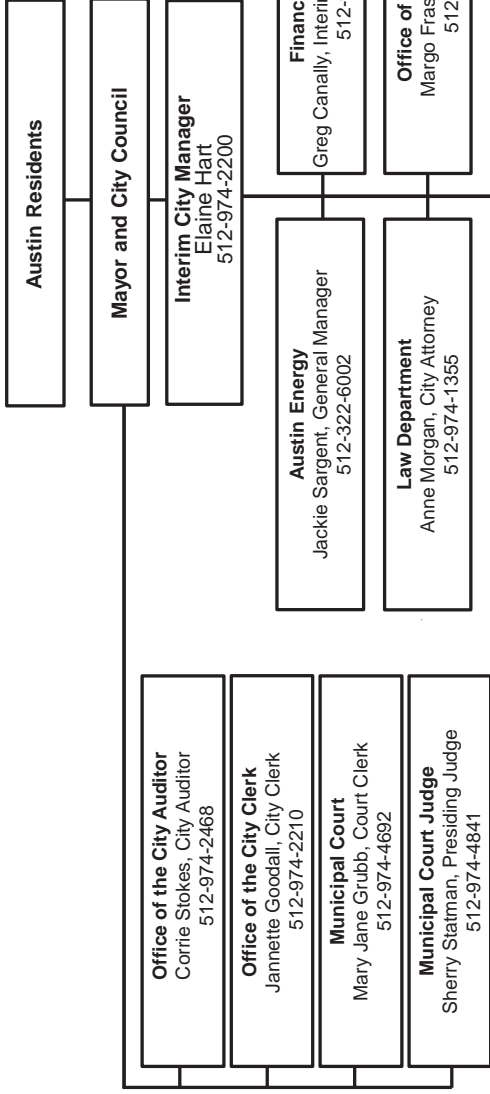 Austin Residents
Mayor and City Council
Interim City Manager
Elaine Hart
512-974-2200
Office of the City Auditor
Corrie Stokes, City Auditor
512-974-2468
Office of the City Clerk
Jannette Goodall, City Clerk
512-974-2210
Municipal Court
Mary Jane Grubb, Court Clerk
512-974-4692
Municipal Court Judge
Sherry Statman, Presiding Judge
512-974-4841
Austin Energy
Jackie Sargent, General Manager
512-322-6002
Law Department
Anne Morgan, City Attorney
512-974-1355
Greg Canally,
512-
Office of
Margo
512